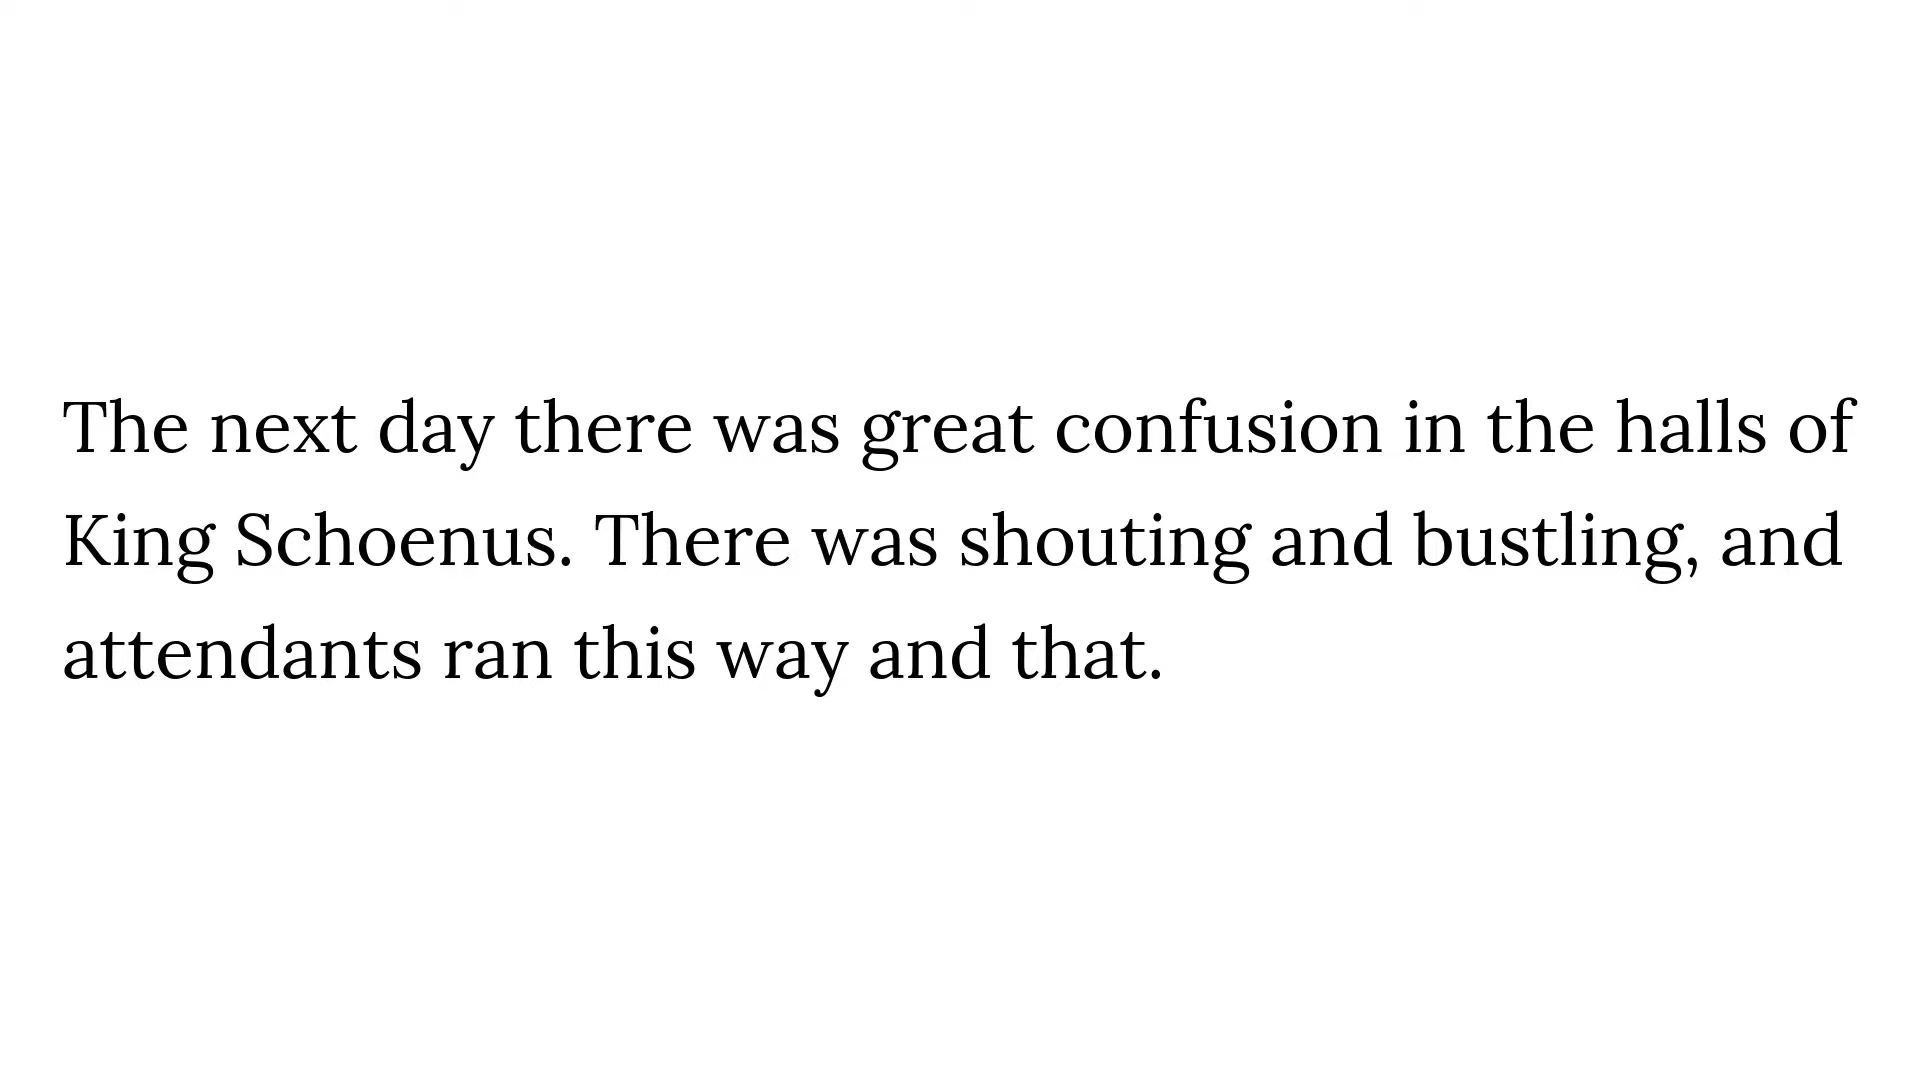 The next day there was great confusion in the halls of
King Schoenus. There was shouting and bustling, and
attendants ran this way and that.